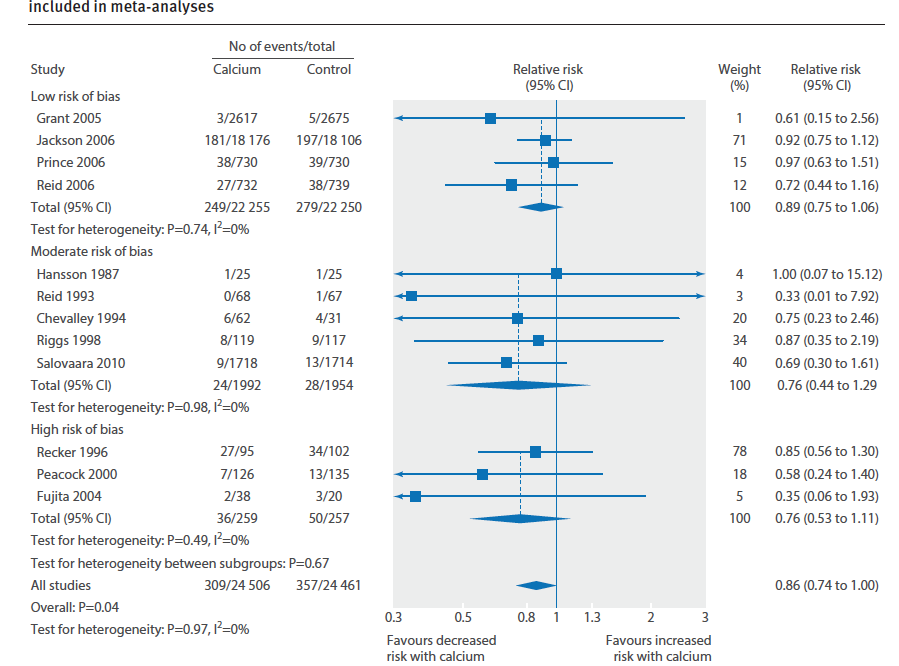 included in meta-analyses
No of events/total
Study Calcium Control Relative risk (95% CI) Weight (%) Relative risk (95% CI)
Low risk of bias
Grant 2005 3/2617 5/2675 1 0.61 (0.15 to 2.56)
Jackson 2006 181/18 176 197/18 106 71 0.92 (0.75 to 1.12)
Prince 2006 38/730 39/730 15 0.97 (0.63 to 1.51)
Reid 2006 27/732 38/739 12 0.72 (0.44 to 1.16)
Total (95% CI) 249/22 255 279/22 250 100 0.89 (0.75 to 1.06)
Test for heterogeneity: P=0.74, I²=0%
Moderate risk of bias
Hansson 1987 1/25 1/25 4 1.00 (0.07 to 15.12)
Reid 1993 0/68 1/67 3 0.33 (0.01 to 7.92)
Chevalley 1994 6/62 4/31 20 0.75 (0.23 to 2.46)
Riggs 1998 8/119 9/117 34 0.87 (0.35 to 2.19)
Salovaara 2010 9/1718 13/1714 40 0.69 (0.30 to 1.61)
Total (95% CI) 24/1992 28/1954 100 0.76 (0.44 to 1.29
Test for heterogeneity: P=0.98, I²=0%
High risk of bias
Recker 1996 27/95 34/102 78 0.85 (0.56 to 1.30)
Peacock 2000 7/126 13/135 18 0.58 (0.24 to 1.40)
Fujita 2004 2/38 3/20 5 0.35 (0.06 to 1.93)
Total (95% CI) 36/259 50/257 100 0.76 (0.53 to 1.11)
Test for heterogeneity: P=0.49, I²=0%
Test for heterogeneity between subgroups: P=0.67
All studies 309/24 506 357/24 461 0.86 (0.74 to 1.00)
Overall: P=0.04
Test for heterogeneity: P=0.97, I²=0%
0.3 0.5 0.8 1 1.3 2 3
Favours decreased risk with calcium Favours increased risk with calcium